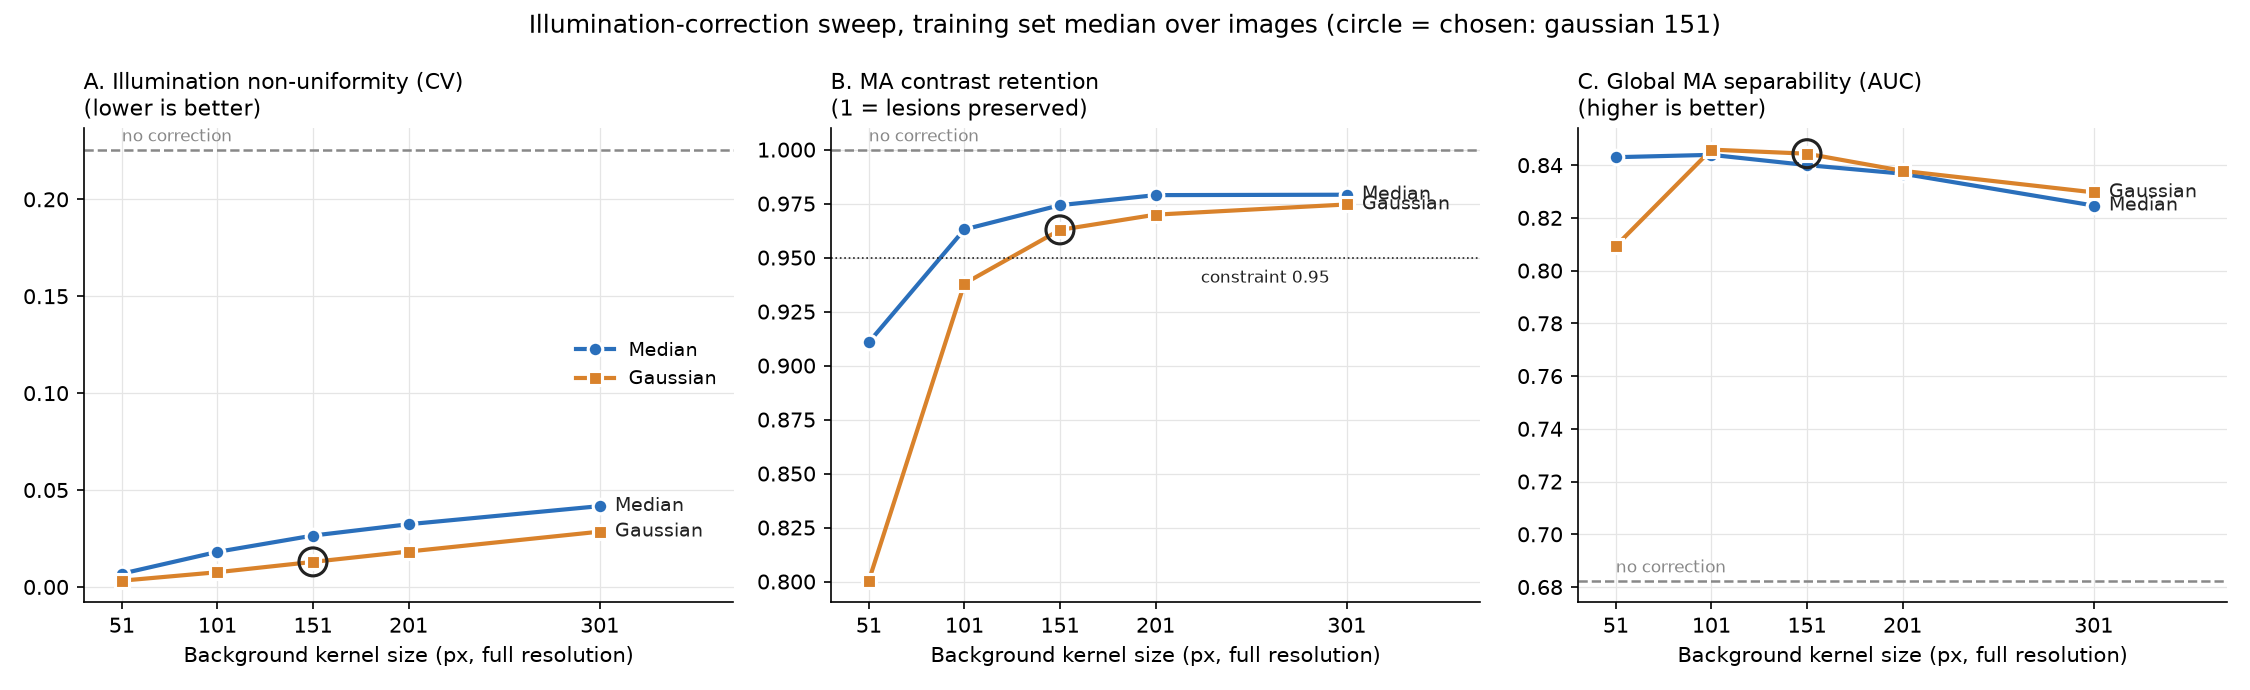 Illumination-correction sweep, training set median over images (circle = chosen: gaussian 151)
A. Illumination non-uniformity (CV)
(lower is better)
no correction
0.20
0.15
0.10
0.05
0.00
Median
Gaussian
Median
Gaussian
51 101 151 201 301
Background kernel size (px, full resolution)
B. MA contrast retention
(1 = lesions preserved)
no correction
1.000
0.975
0.950
0.925
0.900
0.875
0.850
0.825
0.800
Median
Gaussian
constraint 0.95
51 101 151 201 301
Background kernel size (px, full resolution)
C. Global MA separability (AUC)
(higher is better)
0.84
0.82
0.80
0.78
0.76
0.74
0.72
0.70
0.68
Gaussian
Median
no correction
51 101 151 201 301
Background kernel size (px, full resolution)